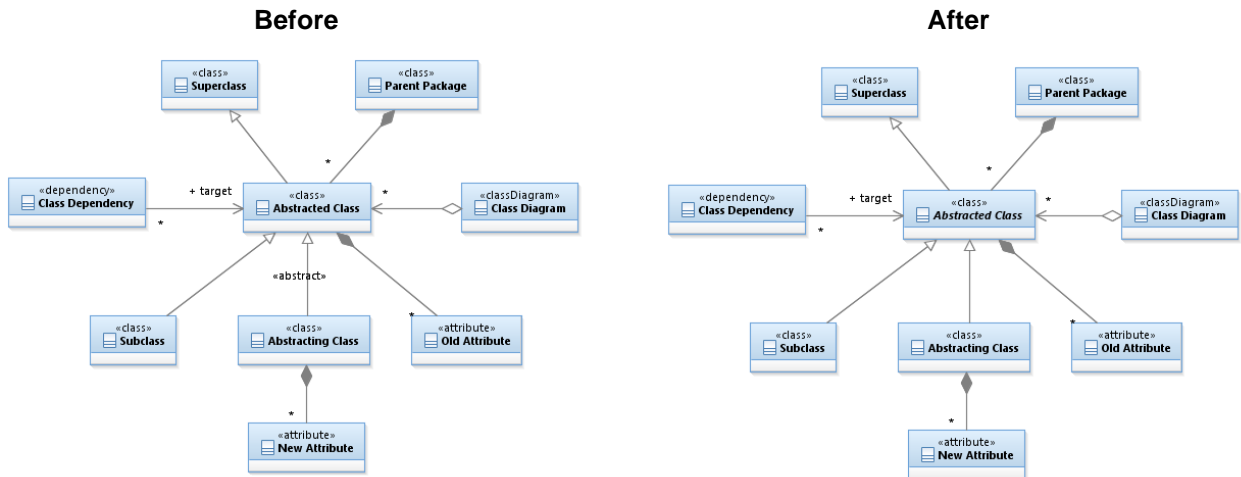 Before
«class»
Superclass
«class»
Parent Package
*
«dependency»
Class Dependency
*
+ target
«class»
Abstracted Class
*
«classDiagram»
Class Diagram
«abstract»
«class»
Subclass
«class»
Abstracting Class
*
«attribute»
Old Attribute
*
«attribute»
New Attribute
After
«class»
Superclass
«class»
Parent Package
*
«dependency»
Class Dependency
*
+ target
«class»
Abstracted Class
*
«classDiagram»
Class Diagram
«class»
Subclass
«class»
Abstracting Class
*
«attribute»
Old Attribute
*
«attribute»
New Attribute